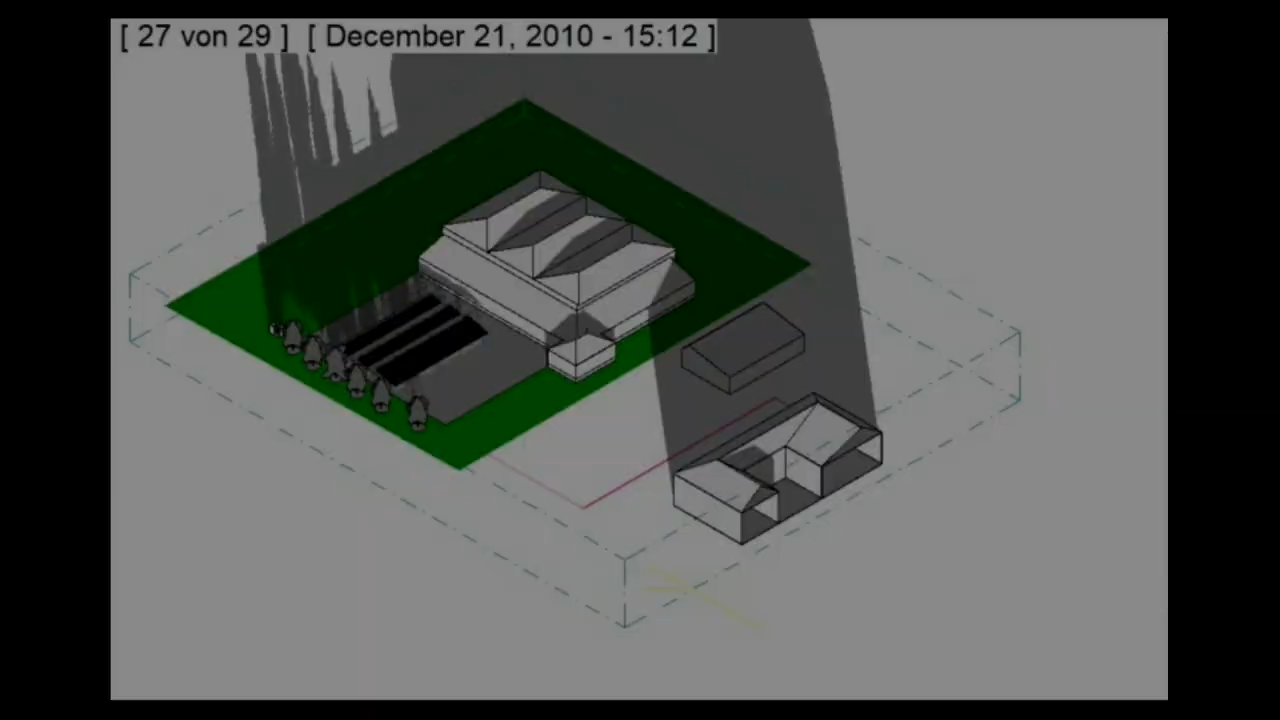 [ 27 von 29 ] [ December 21, 2010 - 15:12 ]